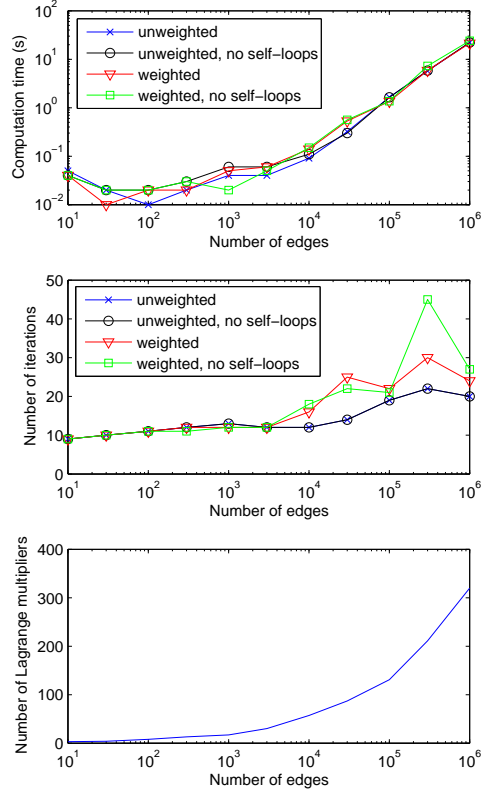 Computation time (s)
10^2
10^1
10^0
10^-1
10^-2
unweighted
unweighted, no self-loops
weighted
weighted, no self-loops
10^1 10^2 10^3 10^4 10^5 10^6
Number of edges
Number of iterations
50
40
30
20
10
0
unweighted
unweighted, no self-loops
weighted
weighted, no self-loops
10^1 10^2 10^3 10^4 10^5 10^6
Number of edges
Number of Lagrange multipliers
400
300
200
100
0
10^1 10^2 10^3 10^4 10^5 10^6
Number of edges